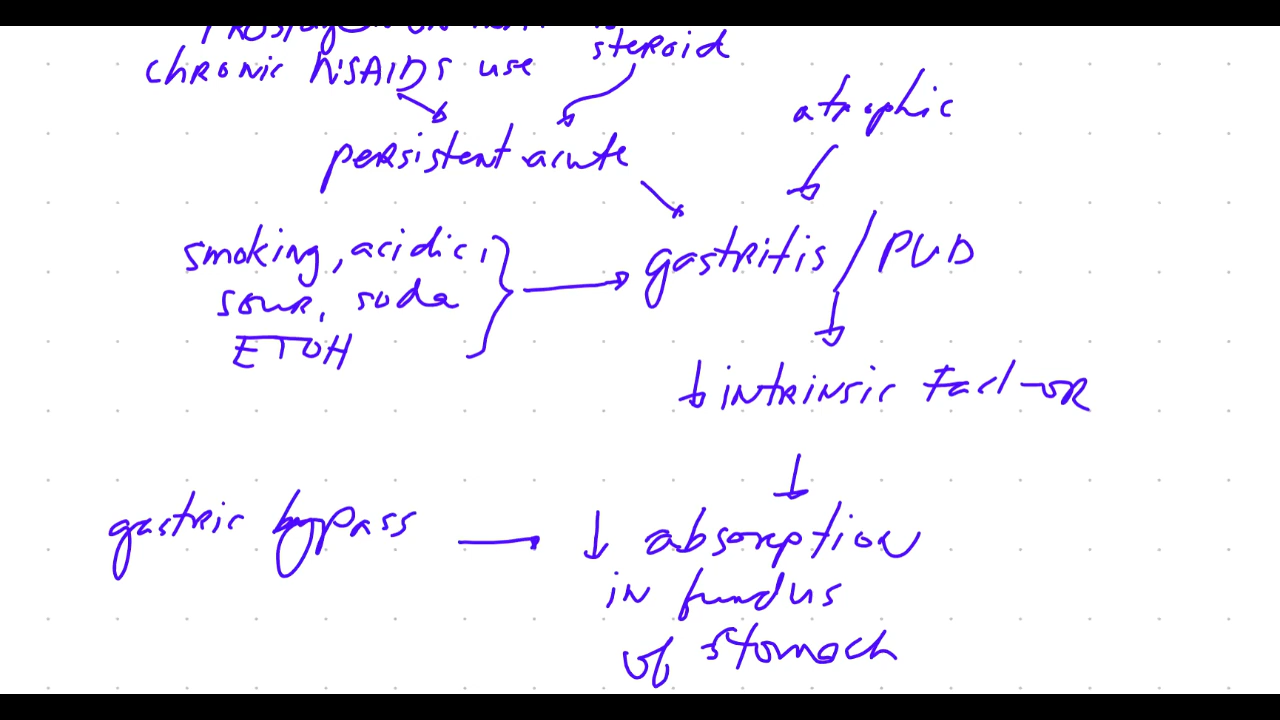 chronic NSAIDS use
steroid
atrophic
persistent acute
smoking, acidic,
sour, soda
ETOH
gastritis / PUD
↓ intrinsic factor
gastric bypass → ↓ absorption
in fundus
of stomach